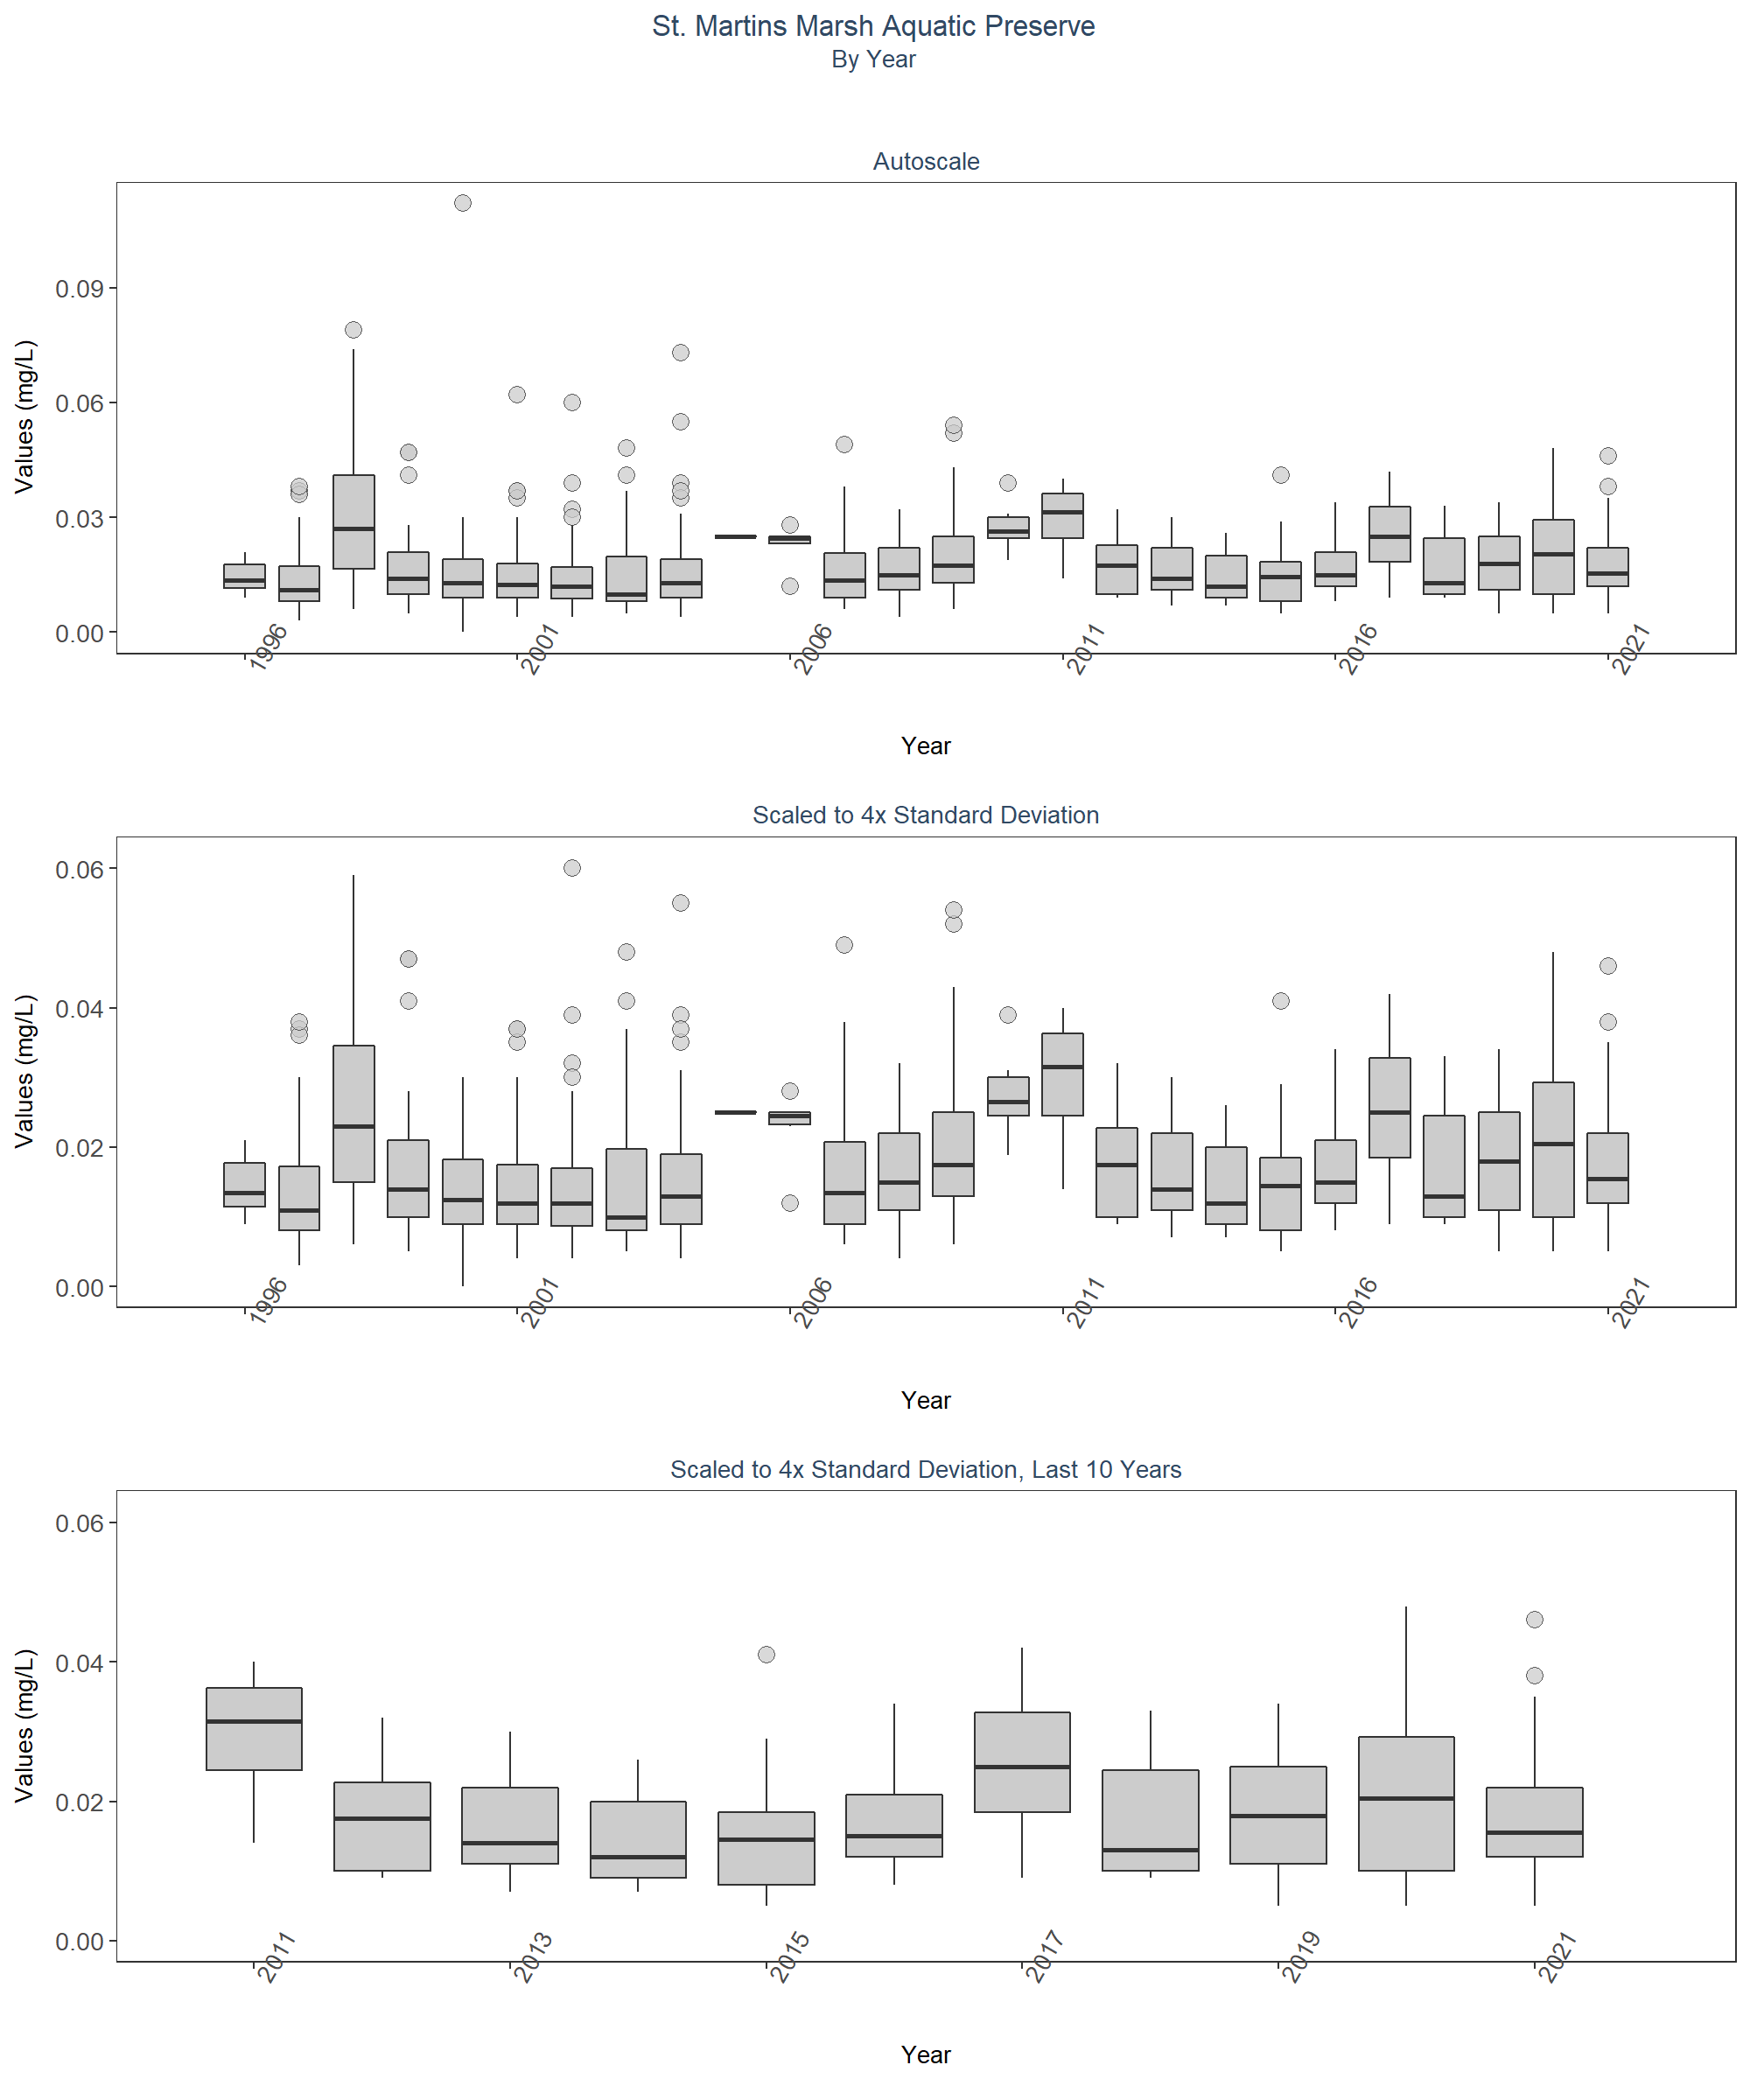 St. Martins Marsh Aquatic Preserve
By Year
Autoscale
Values (mg/L)
0.09
0.06
0.03
0.00
1996 2001 2006 2011 2016 2021
Year
Scaled to 4x Standard Deviation
Values (mg/L)
0.06
0.04
0.02
0.00
1996 2001 2006 2011 2016 2021
Year
Scaled to 4x Standard Deviation, Last 10 Years
Values (mg/L)
0.06
0.04
0.02
0.00
2011 2013 2015 2017 2019 2021
Year